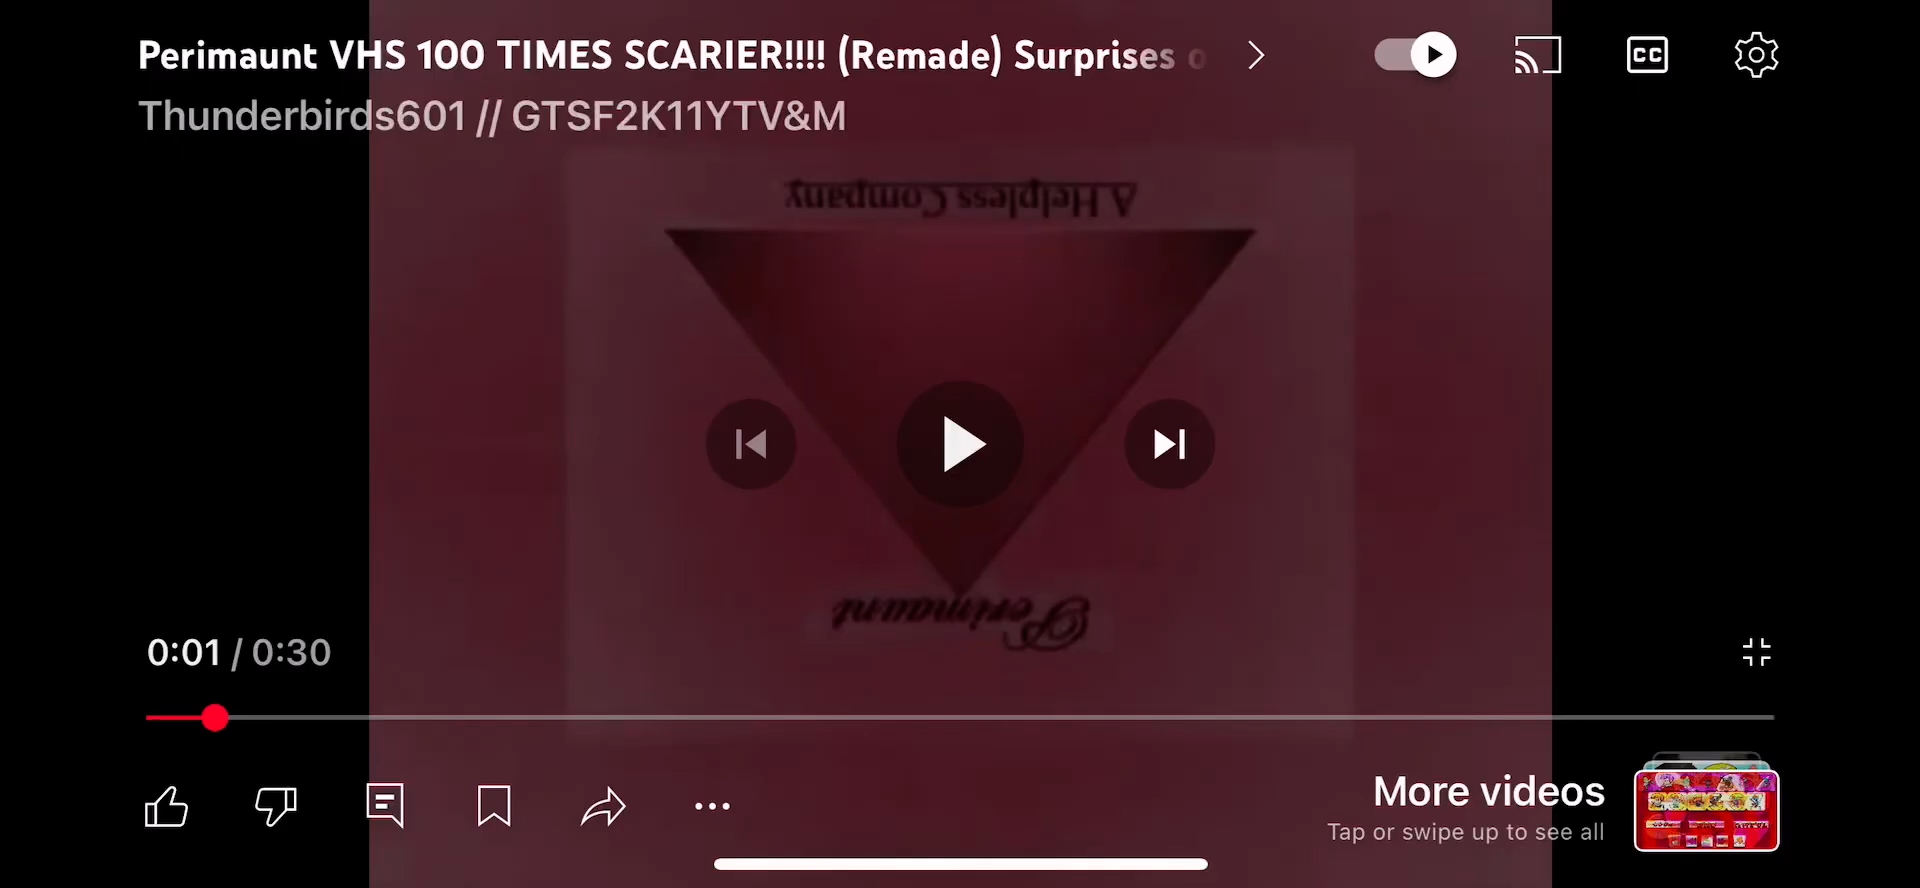 Perimaunt VHS 100 TIMES SCARIER!!!! (Remade) Surprises o
Thunderbirds601 // GTSF2K11YTV&M
CC
A Helpless Company
Perimaunt
0:01 / 0:30
More videos
Tap or swipe up to see all